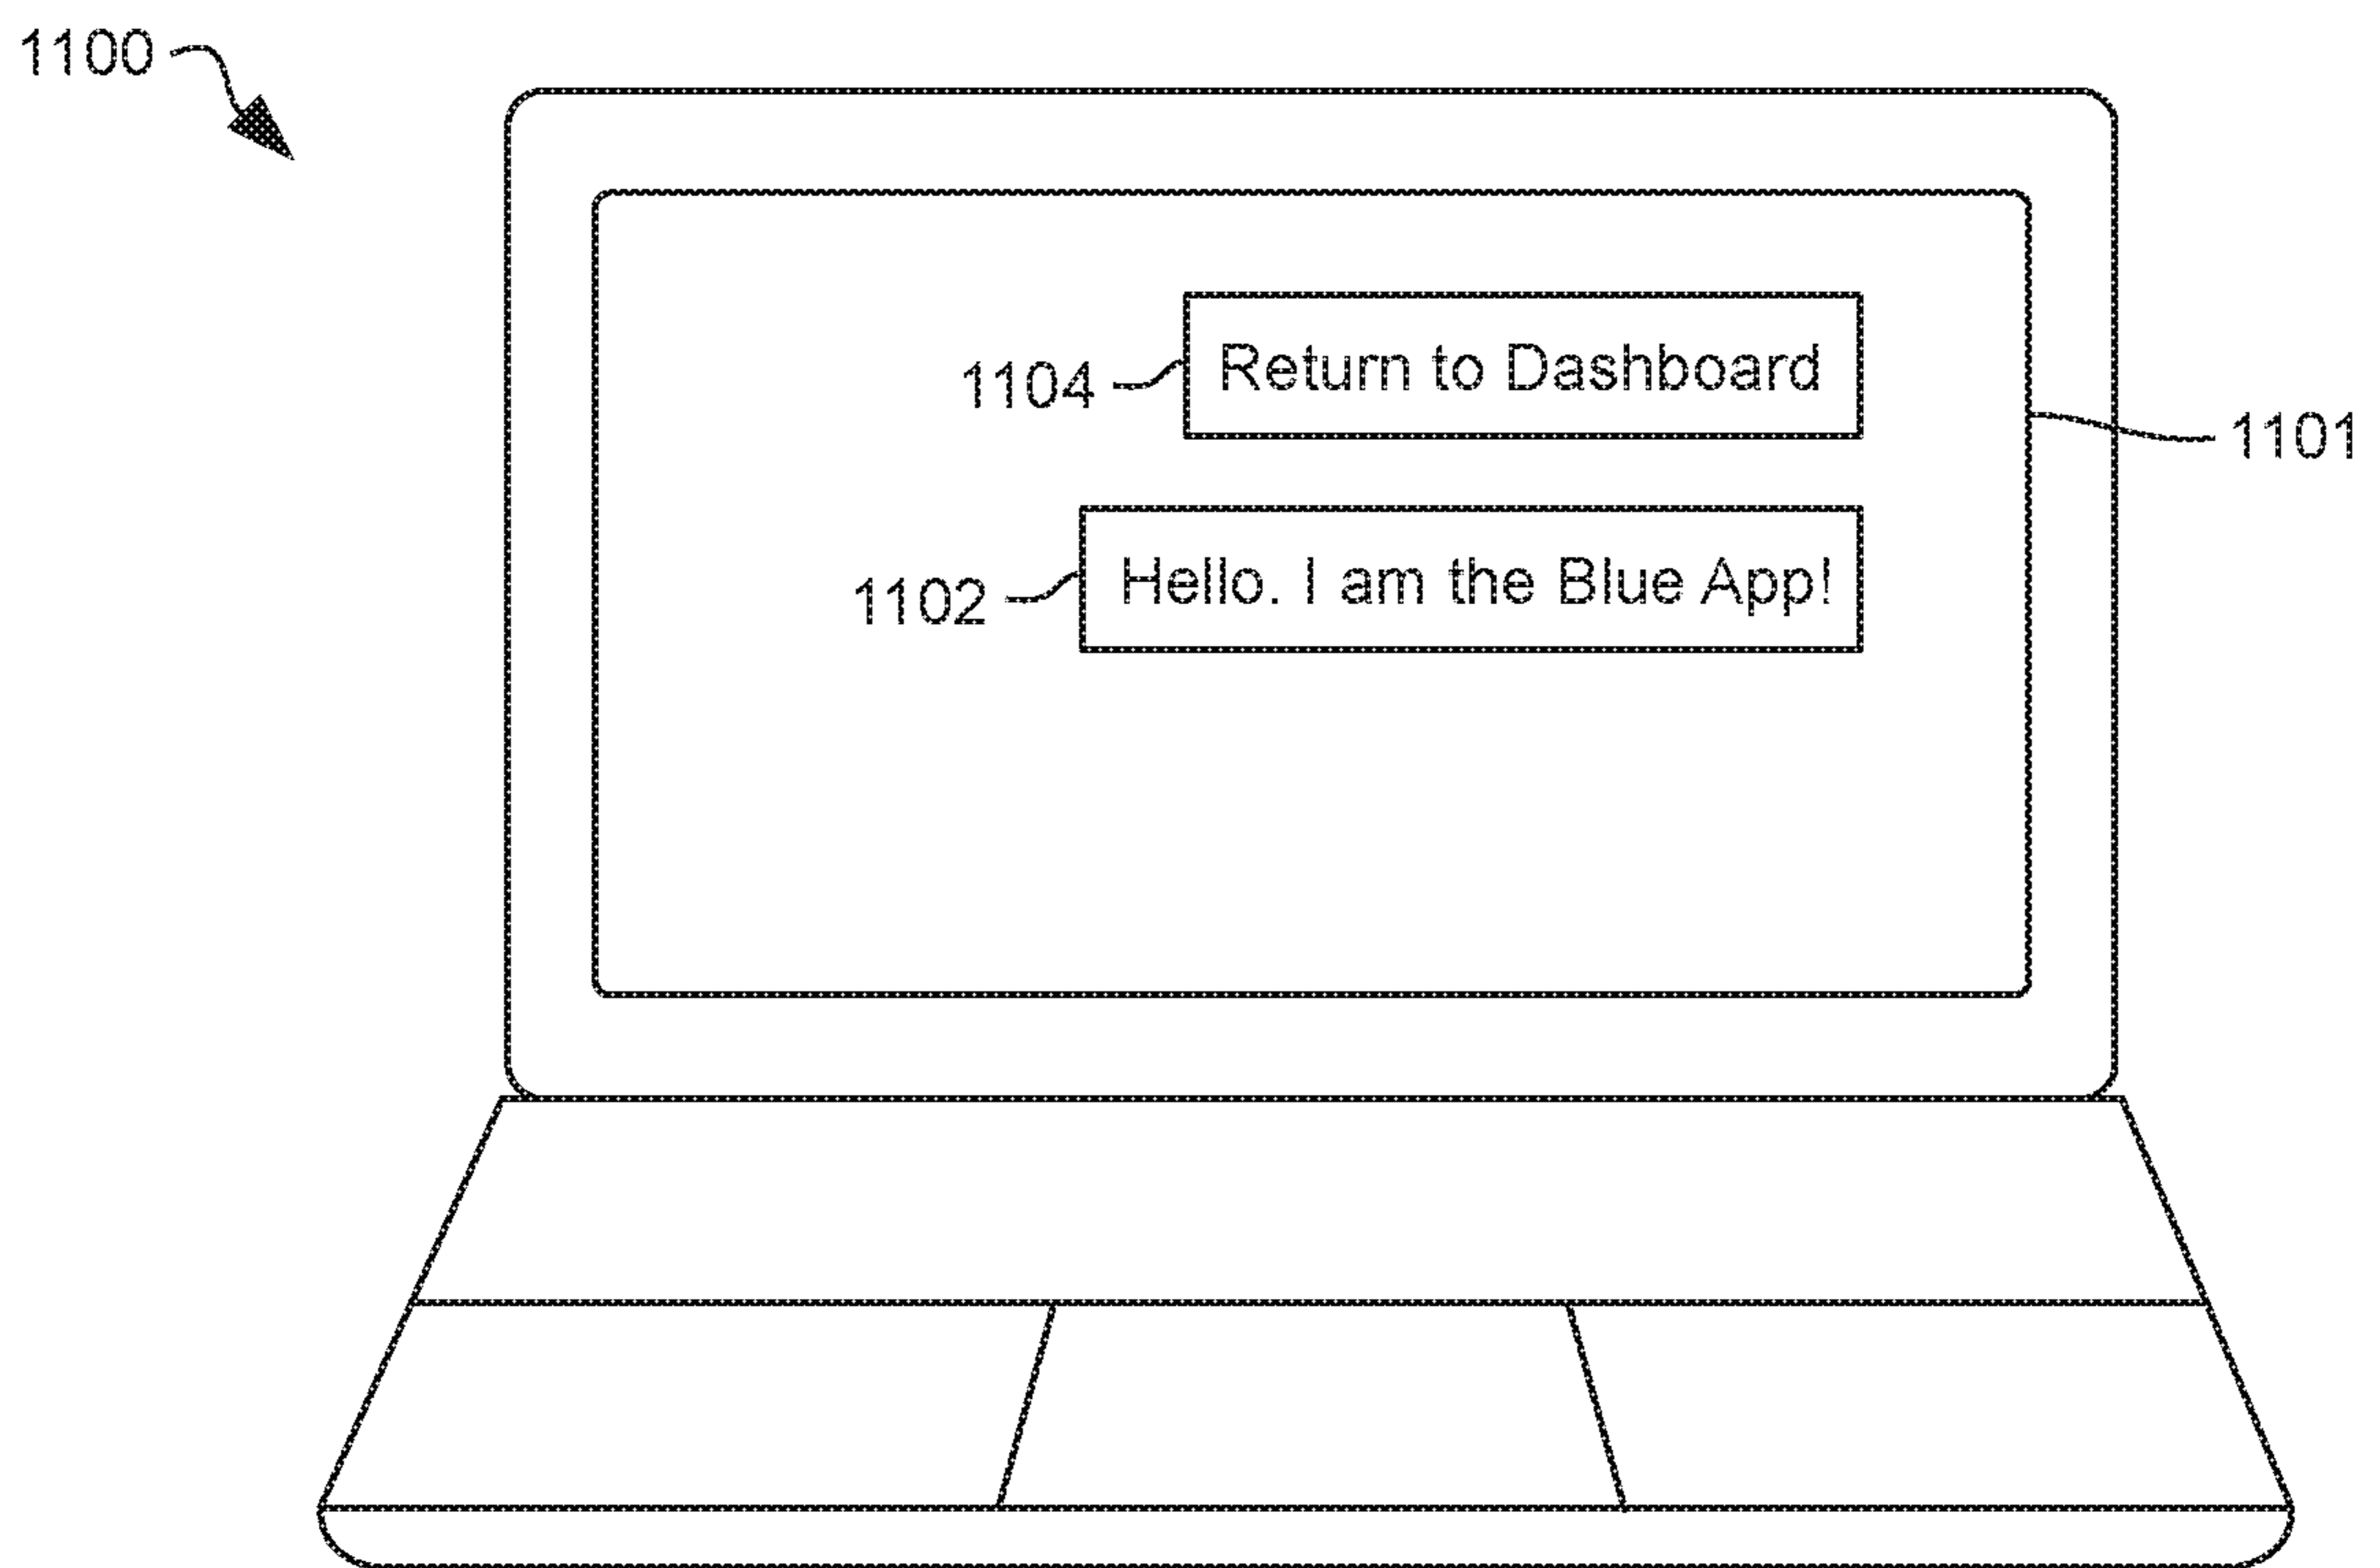 1100
1104 Return to Dashboard
1101
1102 Hello. I am the Blue App!